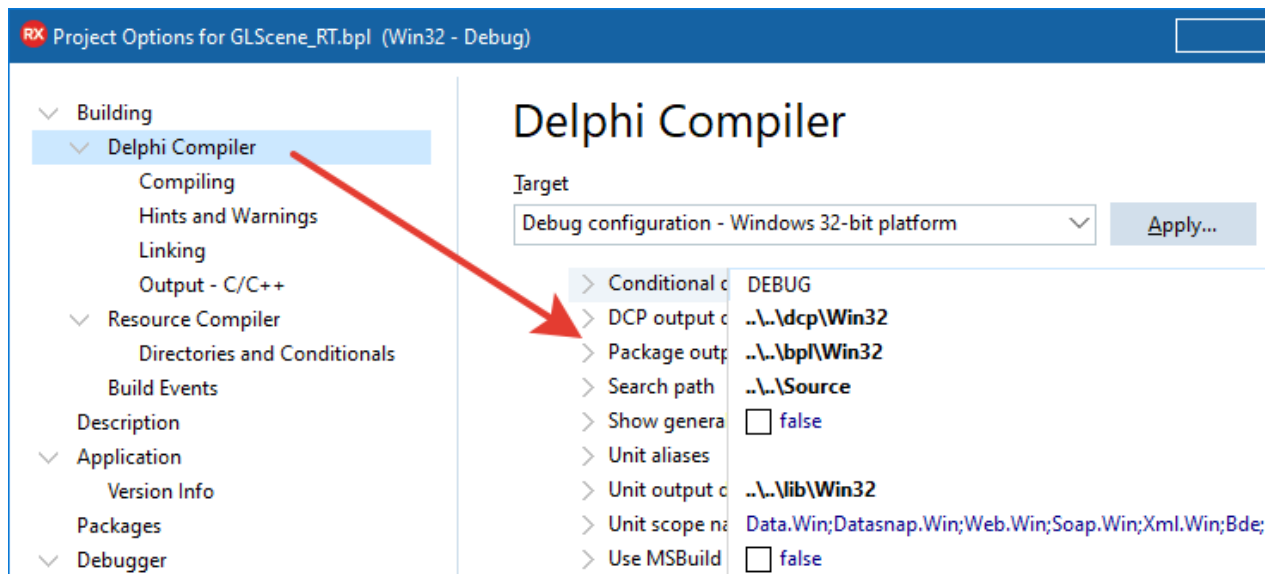 RX Project Options for GLScene_RT.bpl (Win32 - Debug)
Building
Delphi Compiler
Compiling
Hints and Warnings
Linking
Output - C/C++
Resource Compiler
Directories and Conditionals
Build Events
Description
Application
Version Info
Packages
Debugger
Delphi Compiler
Target
Debug configuration - Windows 32-bit platform
Apply...
Conditional d DEBUG
DCP output d ..\..\dcp\Win32
Package outp ..\..\bpl\Win32
Search path ..\..\Source
Show genera false
Unit aliases
Unit output d ..\..\lib\Win32
Unit scope na Data.Win;Datasnap.Win;Web.Win;Soap.Win;Xml.Win;Bde;
Use MSBuild false